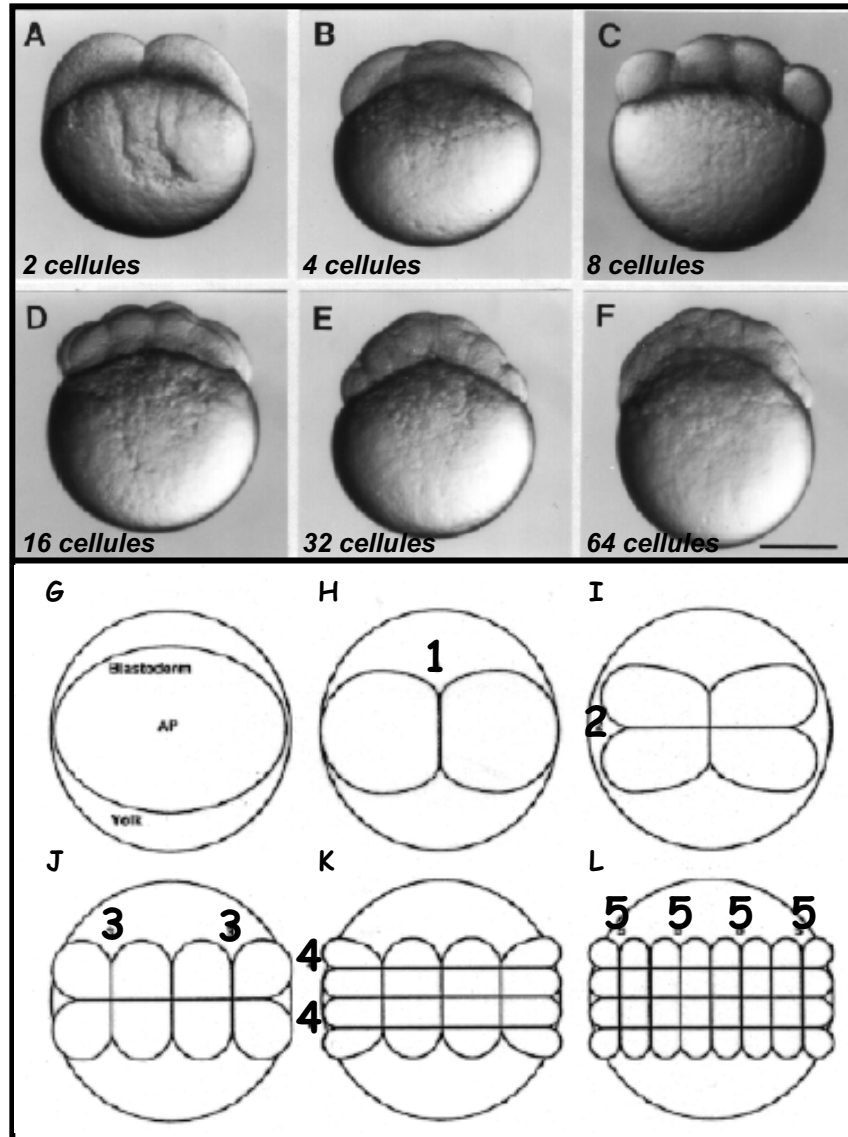 A
B
C
2 cellules
4 cellules
8 cellules
D
E
F
16 cellules
32 cellules
64 cellules
G
H
I
Blastoderm
AP
Yolk
1
2
J
K
L
3 3
4
4
5 5 5 5